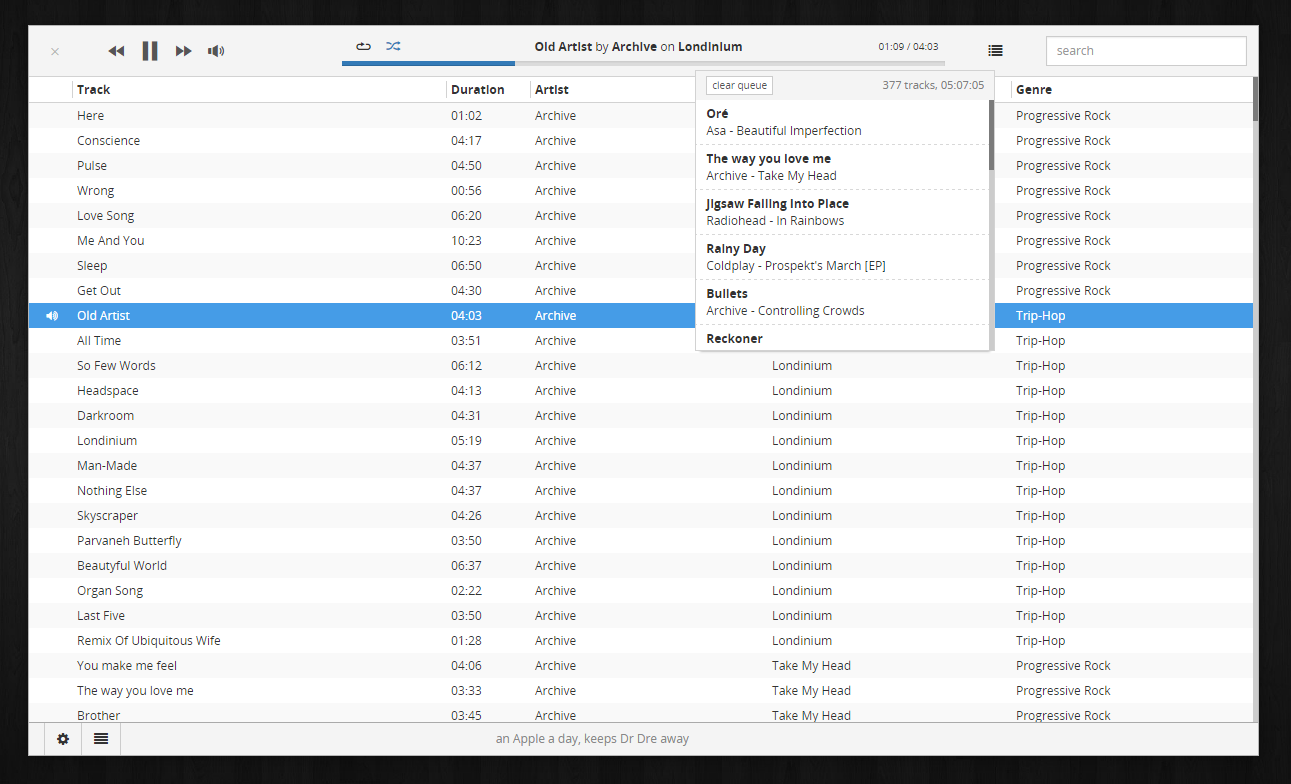 Old Artist by Archive on Londinium 01:09 / 04:03 search
Track Duration Artist Genre
clear queue 377 tracks, 05:07:05
Oré
Asa - Beautiful Imperfection
The way you love me
Archive - Take My Head
Jigsaw Falling Into Place
Radiohead - In Rainbows
Rainy Day
Coldplay - Prospekt's March [EP]
Bullets
Archive - Controlling Crowds
Reckoner
Here 01:02 Archive Progressive Rock
Conscience 04:17 Archive Progressive Rock
Pulse 04:50 Archive Progressive Rock
Wrong 00:56 Archive Progressive Rock
Love Song 06:20 Archive Progressive Rock
Me And You 10:23 Archive Progressive Rock
Sleep 06:50 Archive Progressive Rock
Get Out 04:30 Archive Progressive Rock
Old Artist 04:03 Archive Trip-Hop
All Time 03:51 Archive Trip-Hop
So Few Words 06:12 Archive Londinium Trip-Hop
Headspace 04:13 Archive Londinium Trip-Hop
Darkroom 04:31 Archive Londinium Trip-Hop
Londinium 05:19 Archive Londinium Trip-Hop
Man-Made 04:37 Archive Londinium Trip-Hop
Nothing Else 04:37 Archive Londinium Trip-Hop
Skyscraper 04:26 Archive Londinium Trip-Hop
Parvaneh Butterfly 03:50 Archive Londinium Trip-Hop
Beautyful World 06:37 Archive Londinium Trip-Hop
Organ Song 02:22 Archive Londinium Trip-Hop
Last Five 03:50 Archive Londinium Trip-Hop
Remix Of Ubiquitous Wife 01:28 Archive Londinium Trip-Hop
You make me feel 04:06 Archive Take My Head Progressive Rock
The way you love me 03:33 Archive Take My Head Progressive Rock
Brother 03:45 Archive Take My Head Progressive Rock
an Apple a day, keeps Dr Dre away